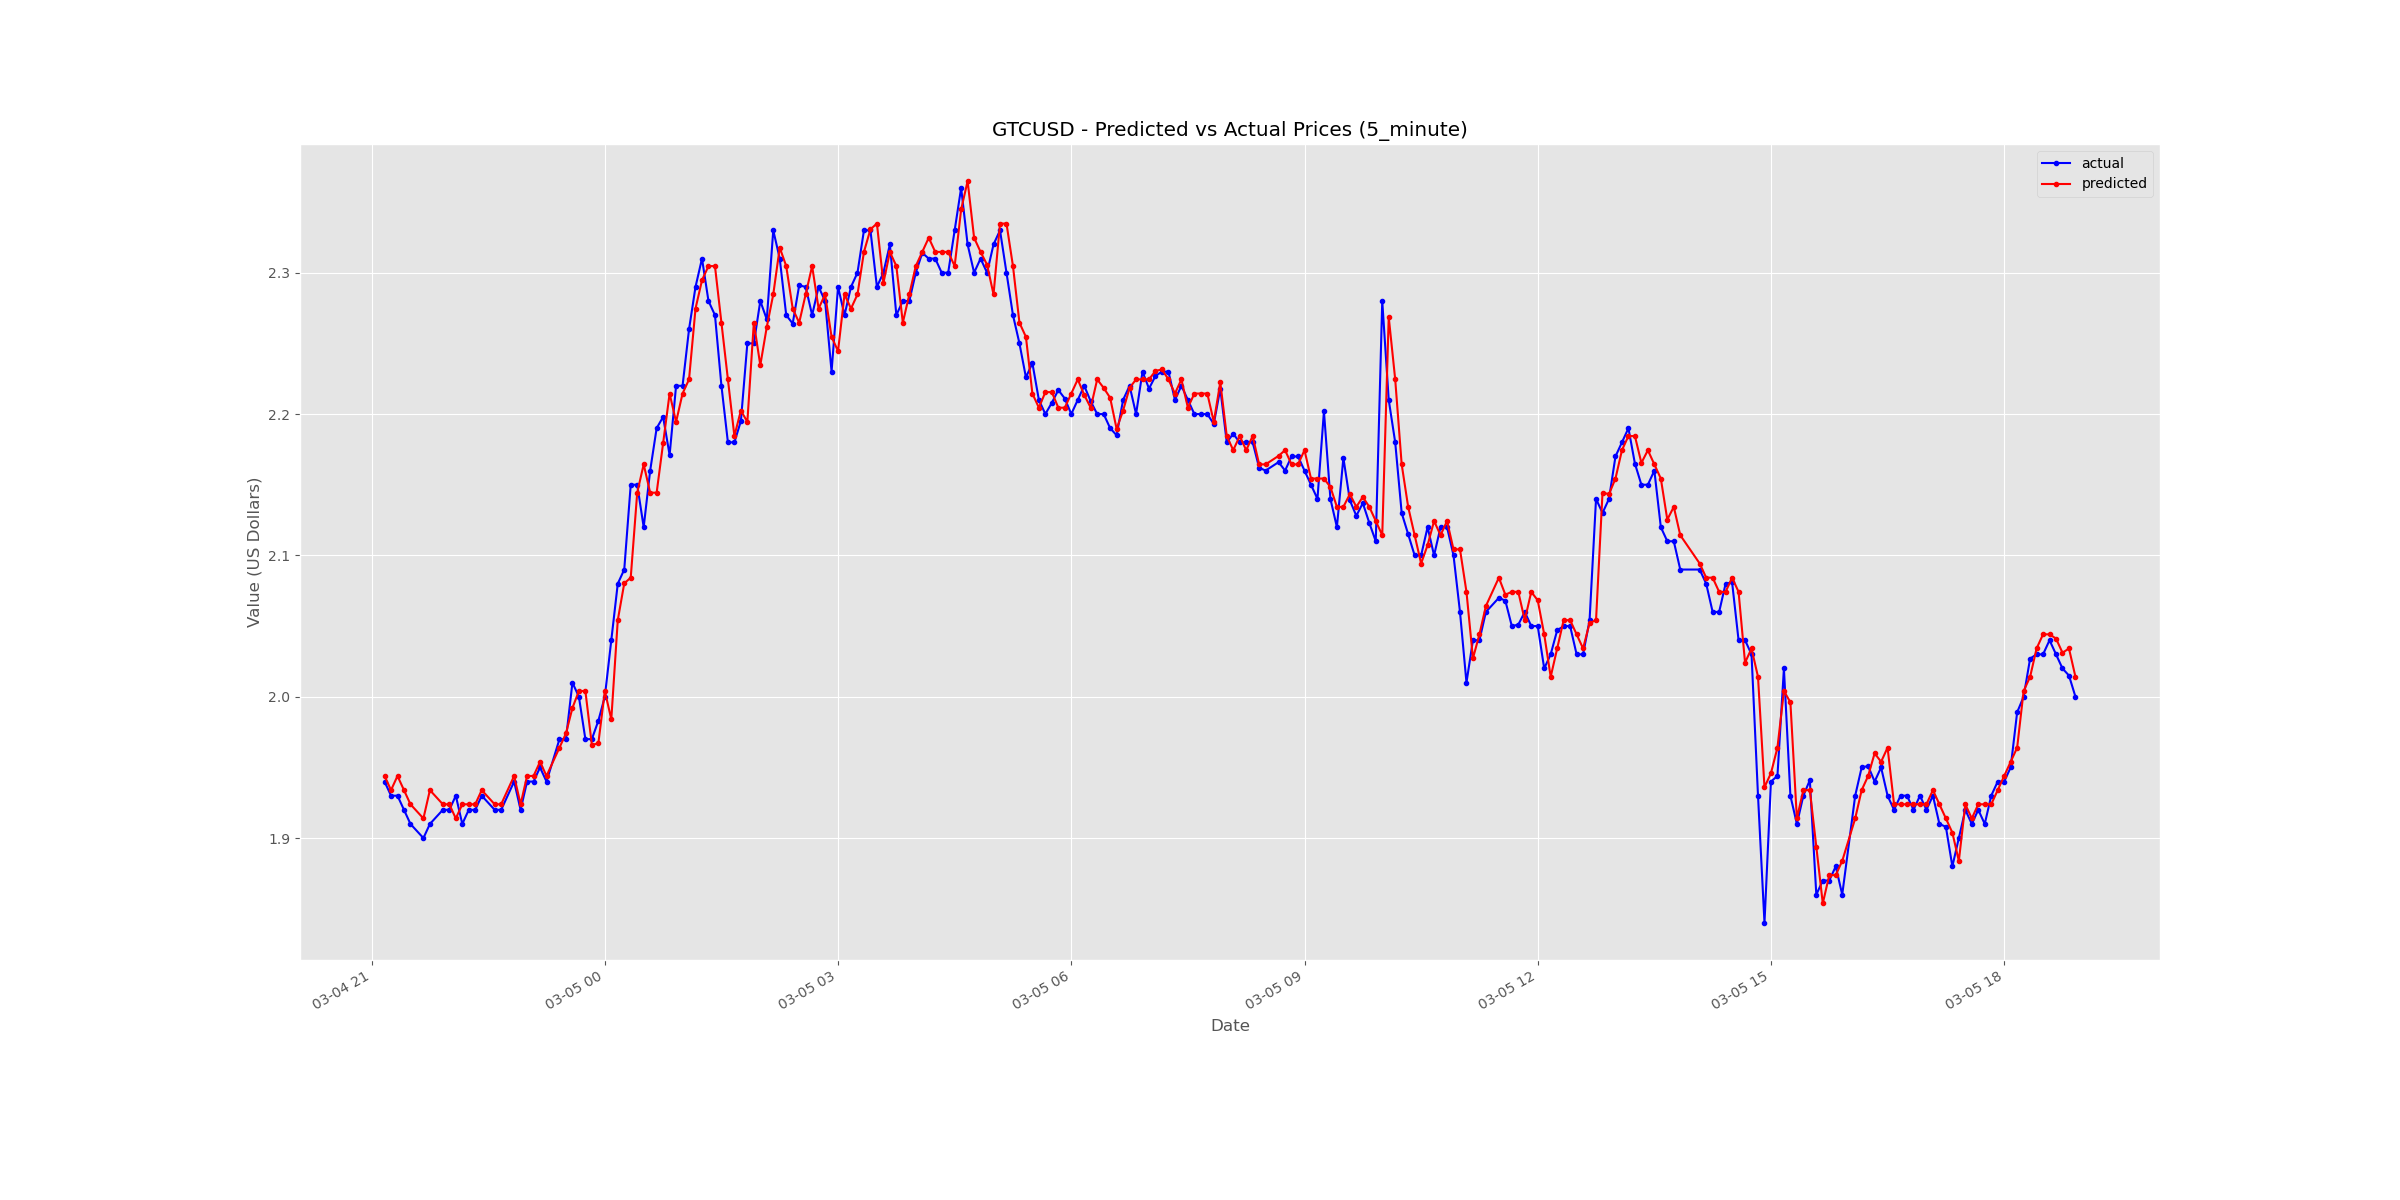 GTCUSD - Predicted vs Actual Prices (5_minute)
actual
predicted
Value (US Dollars)
2.3
2.2
2.1
2.0
1.9
03-04 21
03-05 00
03-05 03
03-05 06
03-05 09
03-05 12
03-05 15
03-05 18
Date